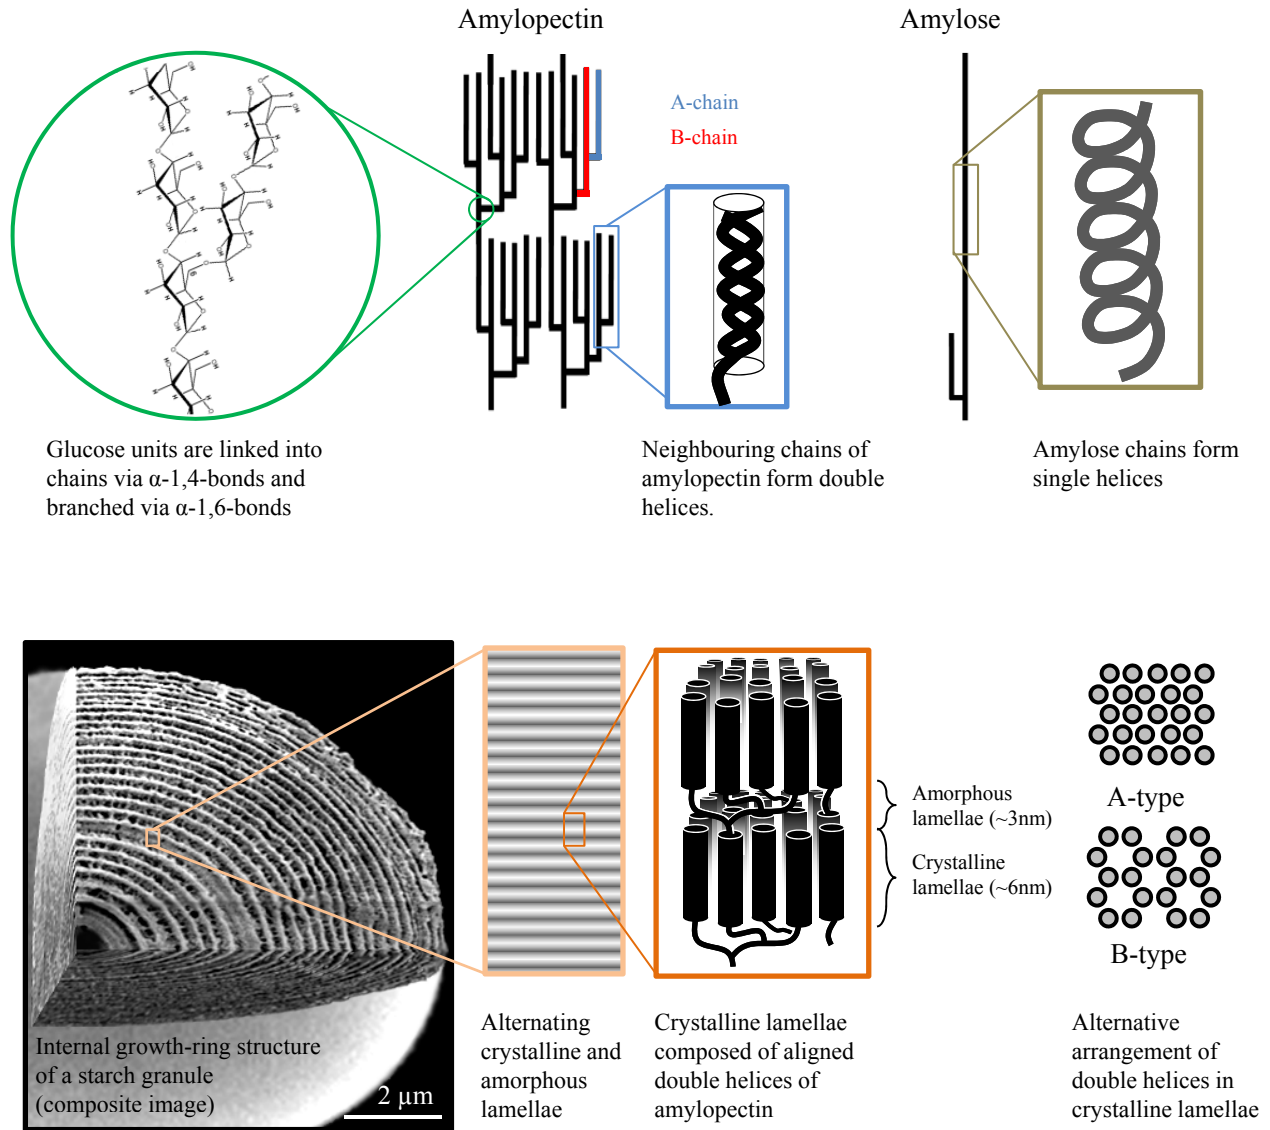 Amylopectin
Amylose
A-chain
B-chain
6
Glucose units are linked into
chains via α-1,4-bonds and
branched via α-1,6-bonds
Neighbouring chains of
amylopectin form double
helices.
Amylose chains form
single helices
Amorphous
lamellae (~3nm)
Crystalline
lamellae (~6nm)
A-type
B-type
Internal growth-ring structure
of a starch granule
(composite image)
2 µm
Alternating
crystalline and
amorphous
lamellae
Crystalline lamellae
composed of aligned
double helices of
amylopectin
Alternative
arrangement of
double helices in
crystalline lamellae